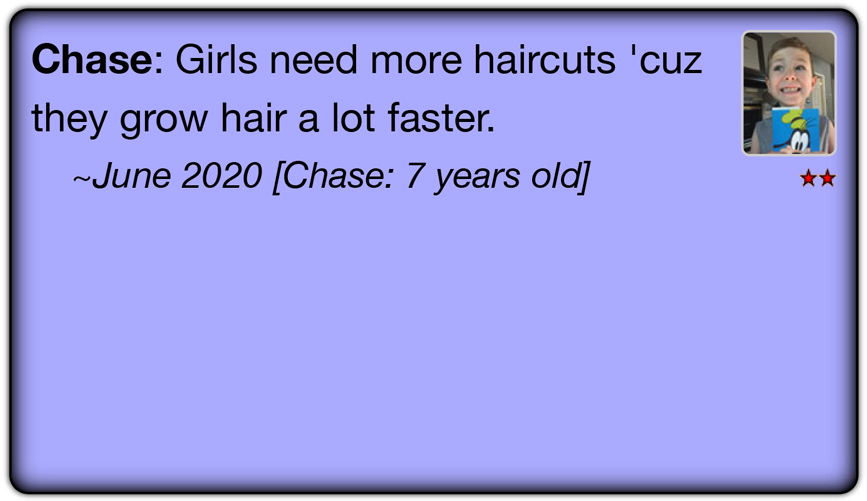 Chase: Girls need more haircuts 'cuz
they grow hair a lot faster.
~June 2020 [Chase: 7 years old]